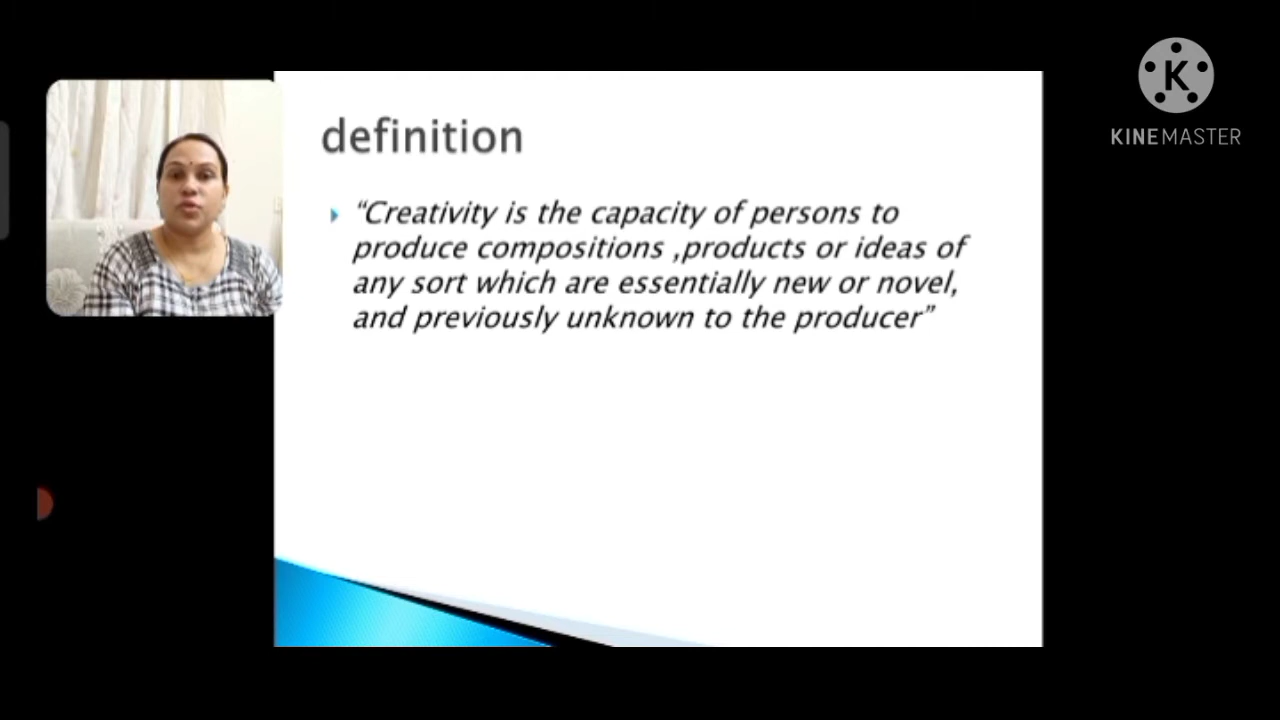 definition
“Creativity is the capacity of persons to
produce compositions ,products or ideas of
any sort which are essentially new or novel,
and previously unknown to the producer”
K
KINEMASTER